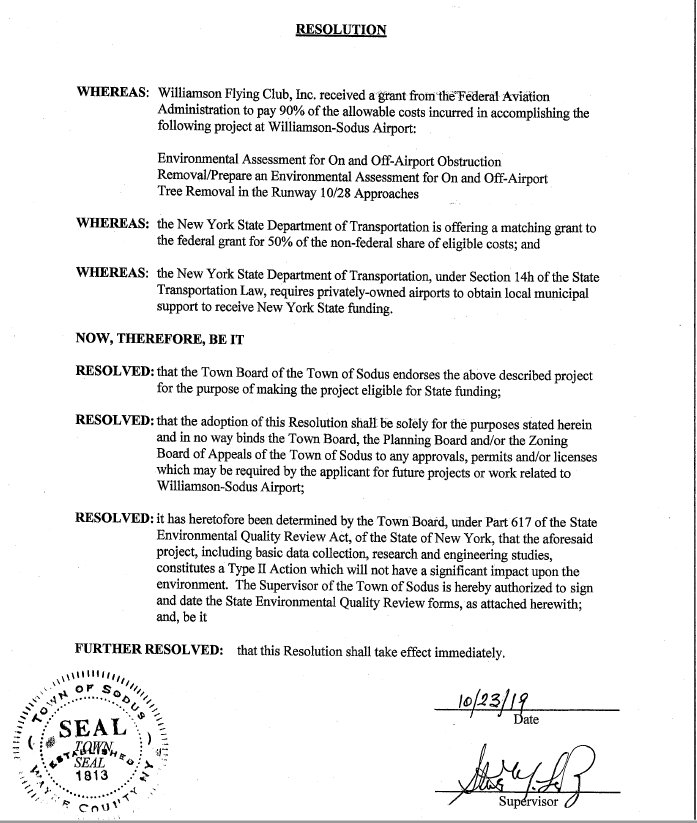 RESOLUTION
WHEREAS: Williamson Flying Club, Inc. received a grant from the Federal Aviation
Administration to pay 90% of the allowable costs incurred in accomplishing the
following project at Williamson-Sodus Airport:
Environmental Assessment for On and Off-Airport Obstruction
Removal/Prepare an Environmental Assessment for On and Off-Airport
Tree Removal in the Runway 10/28 Approaches
WHEREAS: the New York State Department of Transportation is offering a matching grant to
the federal grant for 50% of the non-federal share of eligible costs; and
WHEREAS: the New York State Department of Transportation, under Section 14h of the State
Transportation Law, requires privately-owned airports to obtain local municipal
support to receive New York State funding.
NOW, THEREFORE, BE IT
RESOLVED: that the Town Board of the Town of Sodus endorses the above described project
for the purpose of making the project eligible for State funding;
RESOLVED: that the adoption of this Resolution shall be solely for the purposes stated herein
and in no way binds the Town Board, the Planning Board and/or the Zoning
Board of Appeals of the Town of Sodus to any approvals, permits and/or licenses
which may be required by the applicant for future projects or work related to
Williamson-Sodus Airport;
RESOLVED: it has heretofore been determined by the Town Board, under Part 617 of the State
Environmental Quality Review Act, of the State of New York, that the aforesaid
project, including basic data collection, research and engineering studies,
constitutes a Type II Action which will not have a significant impact upon the
environment. The Supervisor of the Town of Sodus is hereby authorized to sign
and date the State Environmental Quality Review forms, as attached herewith;
and, be it
FURTHER RESOLVED: that this Resolution shall take effect immediately.
TOWN OF SODUS
SEAL
TOWN
ESTABLISHED
SEAL
1813
WAYNE COUNTY NY
10/23/19
Date
Supervisor